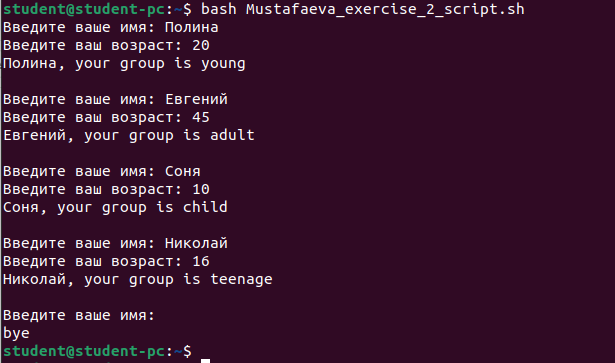 student@student-pc:~$ bash Mustafaeva_exercise_2_script.sh
Введите ваше имя: Полина
Введите ваш возраст: 20
Полина, your group is young
Введите ваше имя: Евгений
Введите ваш возраст: 45
Евгений, your group is adult
Введите ваше имя: Соня
Введите ваш возраст: 10
Соня, your group is child
Введите ваше имя: Николай
Введите ваш возраст: 16
Николай, your group is teenage
Введите ваше имя:
bye
student@student-pc:~$